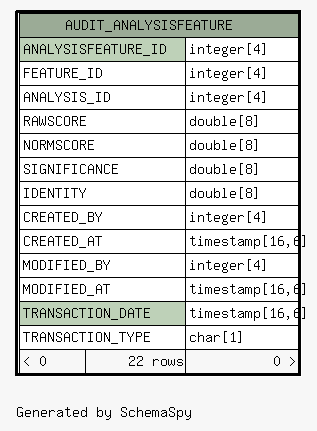 AUDIT_ANALYSISFEATURE
ANALYSISFEATURE_ID integer[4]
FEATURE_ID integer[4]
ANALYSIS_ID integer[4]
RAWSCORE double[8]
NORMSCORE double[8]
SIGNIFICANCE double[8]
IDENTITY double[8]
CREATED_BY integer[4]
CREATED_AT timestamp[16,6]
MODIFIED_BY integer[4]
MODIFIED_AT timestamp[16,6]
TRANSACTION_DATE timestamp[16,6]
TRANSACTION_TYPE char[1]
< 0 22 rows 0 >
Generated by SchemaSpy